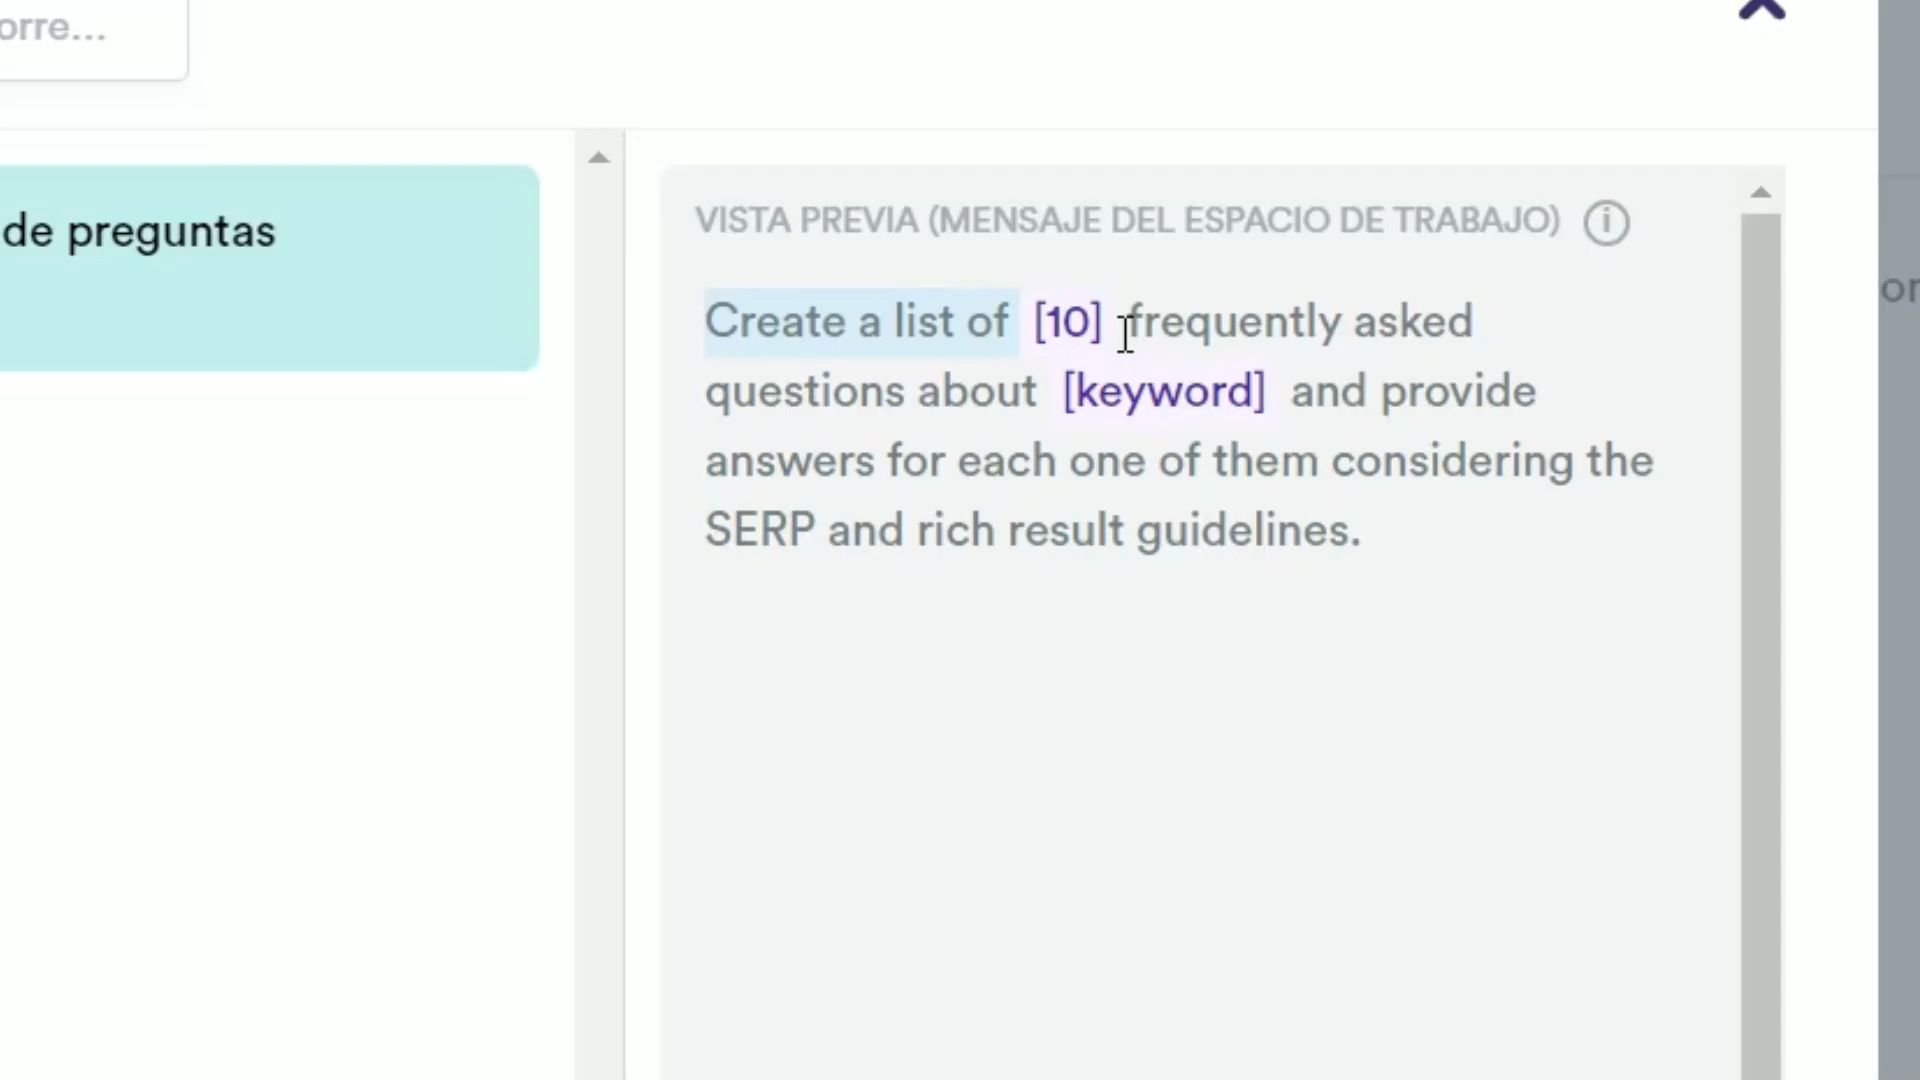 orre...
de preguntas
VISTA PREVIA (MENSAJE DEL ESPACIO DE TRABAJO)
Create a list of [10] frequently asked
questions about [keyword] and provide
answers for each one of them considering the
SERP and rich result guidelines.
or